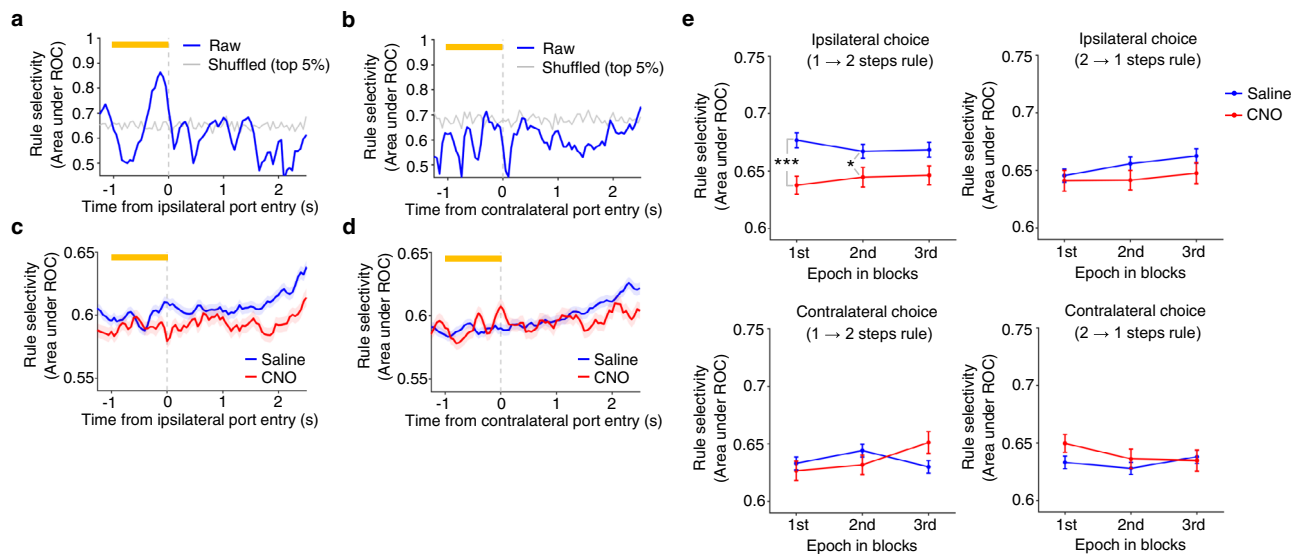 a
Rule selectivity
(Area under ROC)
1
0.9
0.8
0.7
0.6
0.5
Raw
Shuffled (top 5%)
-1
0
1
2
Time from ipsilateral port entry (s)
b
Rule selectivity
(Area under ROC)
1
0.9
0.8
0.7
0.6
0.5
Raw
Shuffled (top 5%)
-1
0
1
2
Time from contralateral port entry (s)
c
Rule selectivity
(Area under ROC)
0.65
0.6
0.55
Saline
CNO
-1
0
1
2
Time from ipsilateral port entry (s)
d
Rule selectivity
(Area under ROC)
0.65
0.6
0.55
Saline
CNO
-1
0
1
2
Time from contralateral port entry (s)
e
Ipsilateral choice
(1 → 2 steps rule)
Rule selectivity
(Area under ROC)
0.75
0.7
0.65
0.6
***
*
1st
2nd
3rd
Epoch in blocks
Ipsilateral choice
(2 → 1 steps rule)
Rule selectivity
(Area under ROC)
0.75
0.7
0.65
0.6
1st
2nd
3rd
Epoch in blocks
Saline
CNO
Contralateral choice
(1 → 2 steps rule)
Rule selectivity
(Area under ROC)
0.75
0.7
0.65
0.6
1st
2nd
3rd
Epoch in blocks
Contralateral choice
(2 → 1 steps rule)
Rule selectivity
(Area under ROC)
0.75
0.7
0.65
0.6
1st
2nd
3rd
Epoch in blocks